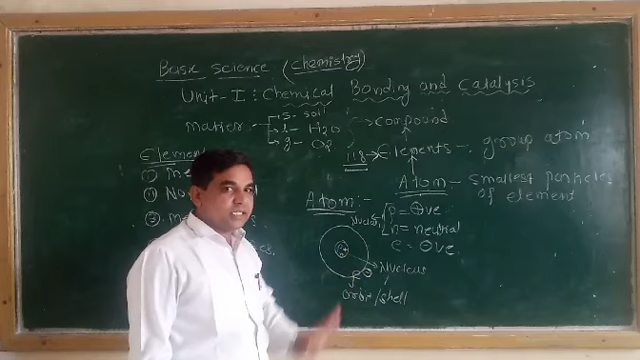 Basic science (chemistry)
Unit-I : Chemical Bonding and Catalysis
matter
s- soil
l- H2O
g- O2
compound
118 → Elements -: group atom
Atom - smallest particles of element
Element
Atom :-
p = ⊕ve
n = neutral
e = ⊖ve
Nucleus
orbit/shell